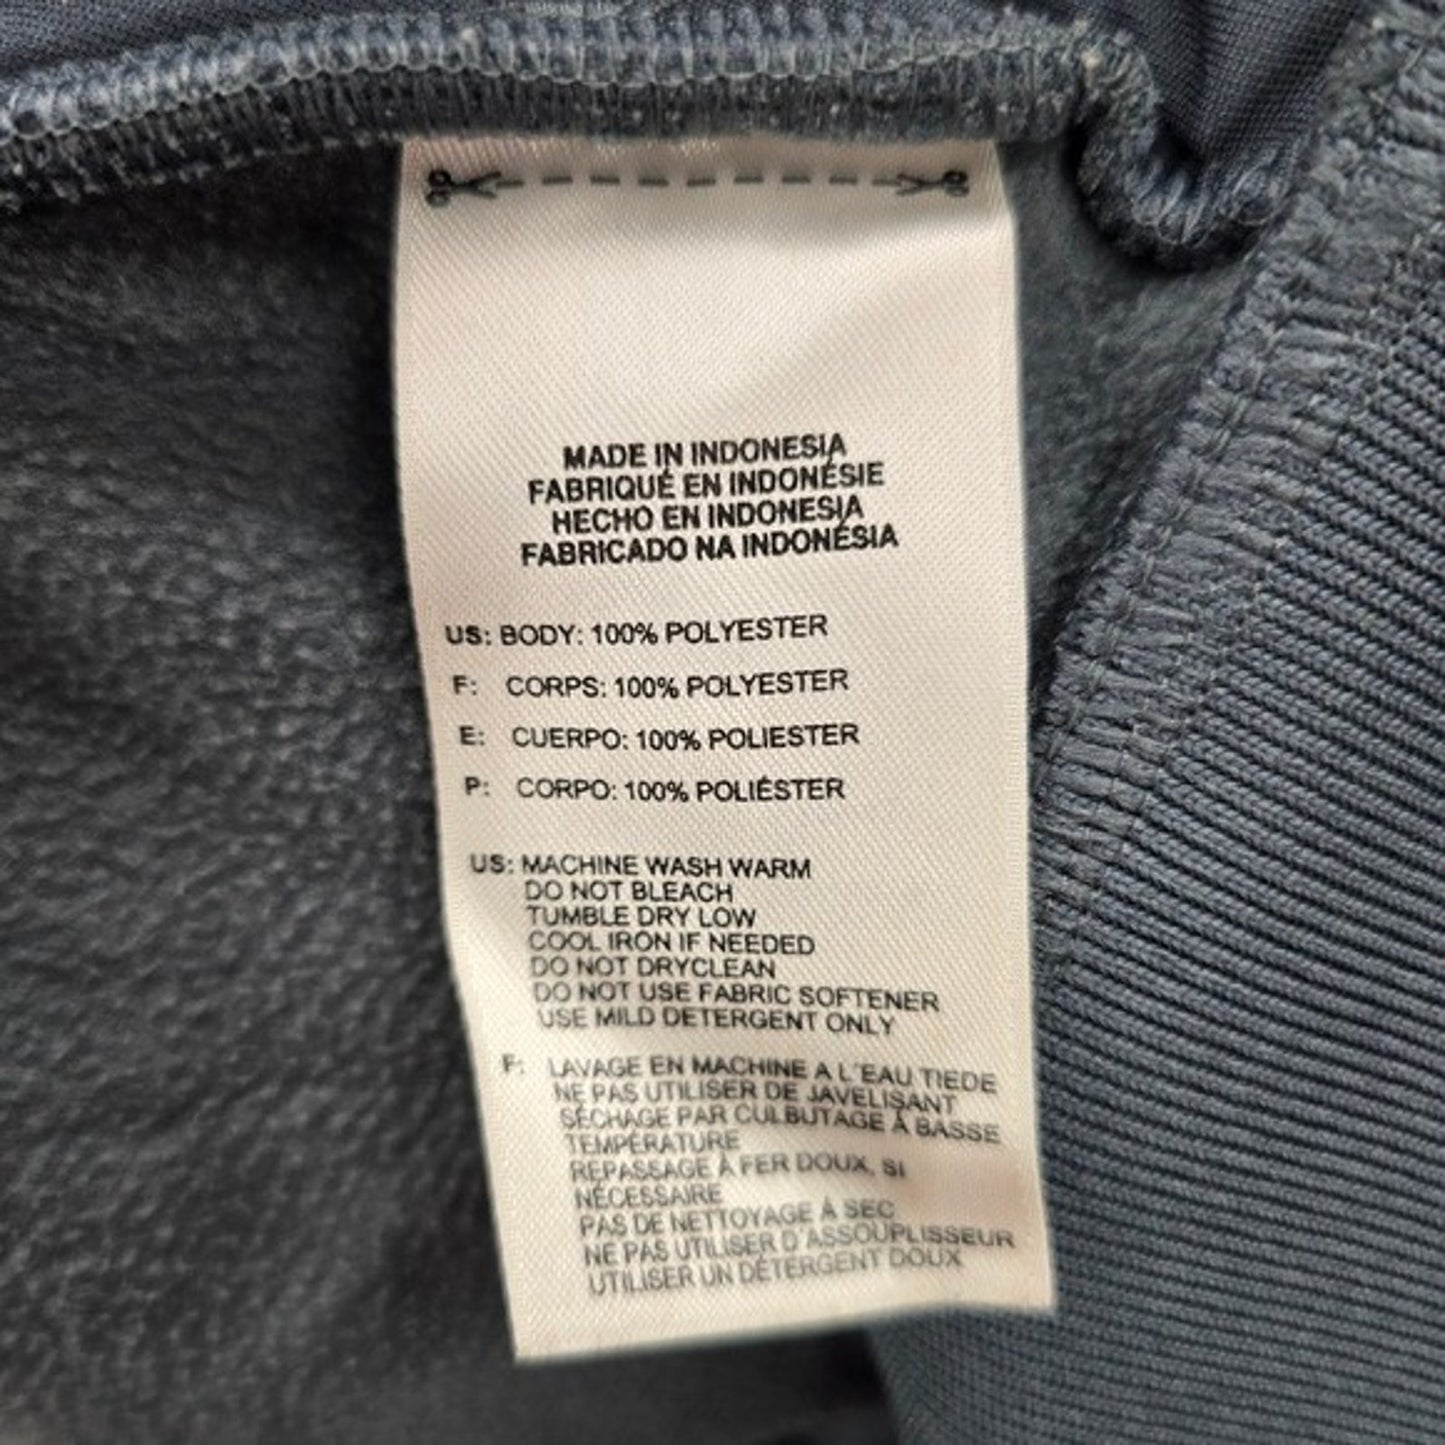 MADE IN INDONESIA
FABRIQUÉ EN INDONÉSIE
HECHO EN INDONESIA
FABRICADO NA INDONÉSIA
US: BODY: 100% POLYESTER
F: CORPS: 100% POLYESTER
E: CUERPO: 100% POLIESTER
P: CORPO: 100% POLIÉSTER
US: MACHINE WASH WARM
DO NOT BLEACH
TUMBLE DRY LOW
COOL IRON IF NEEDED
DO NOT DRYCLEAN
DO NOT USE FABRIC SOFTENER
USE MILD DETERGENT ONLY
F: LAVAGE EN MACHINE A L'EAU TIEDE
NE PAS UTILISER DE JAVELISANT
SÉCHAGE PAR CULBUTAGE À BASSE
TEMPÉRATURE
REPASSAGE À FER DOUX, SI
NÉCESSAIRE
PAS DE NETTOYAGE À SEC
NE PAS UTILISER D'ASSOUPLISSEUR
UTILISER UN DÉTERGENT DOUX